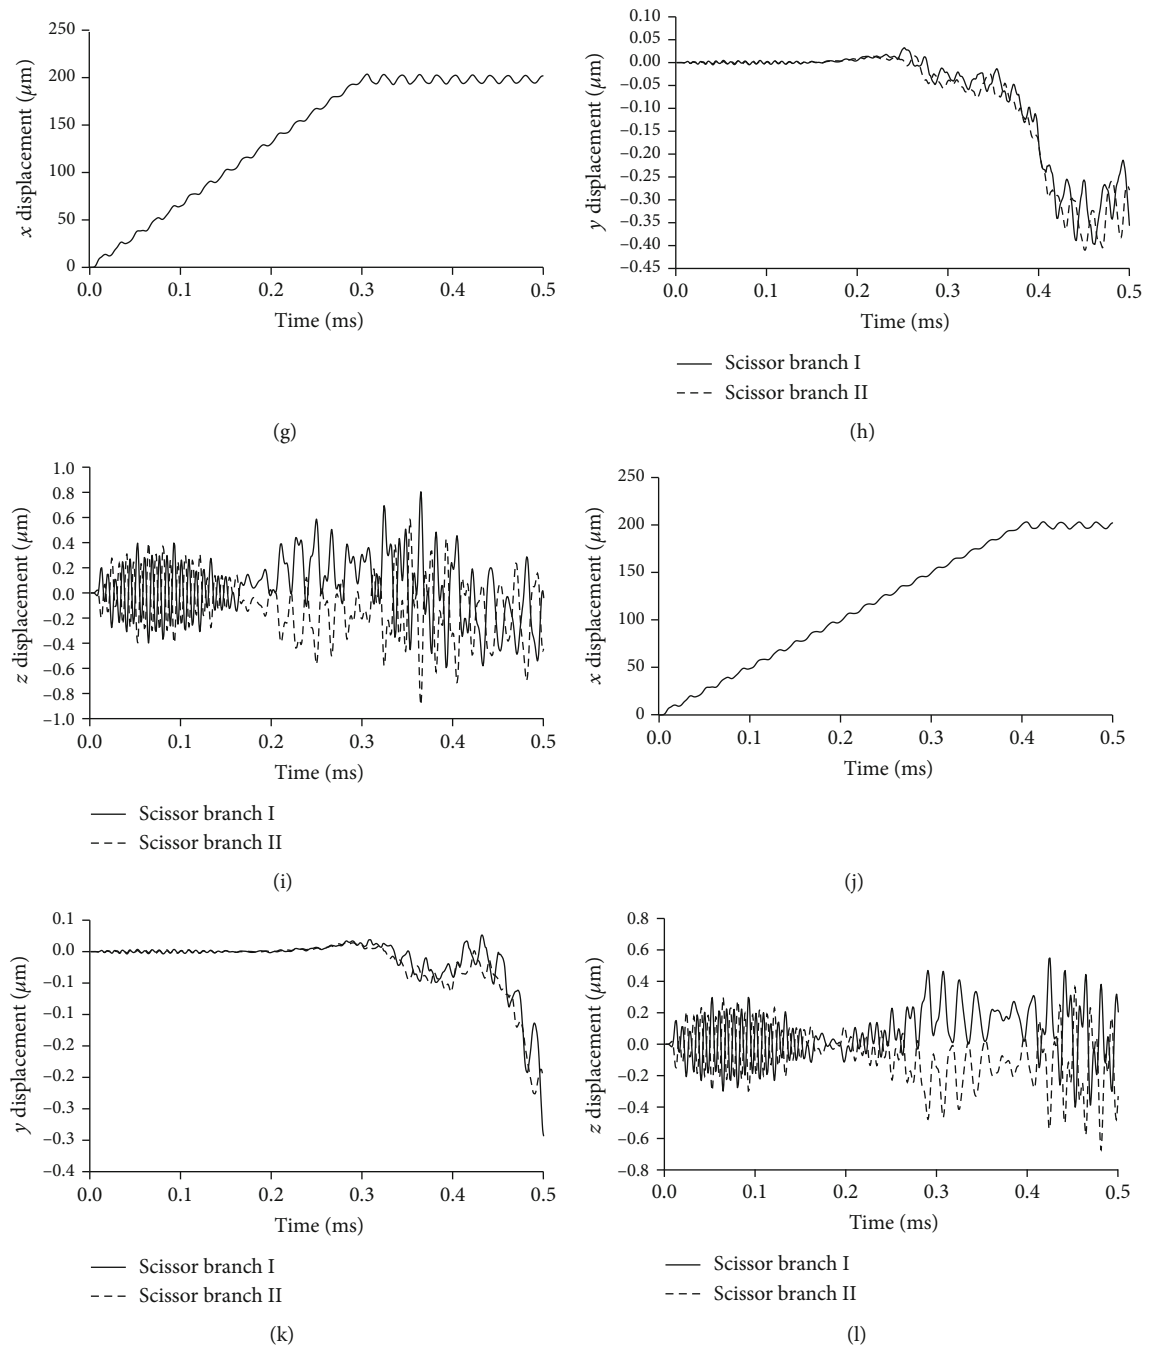 250
200
150
100
50
0
x displacement (μm)
0.0 0.1 0.2 0.3 0.4 0.5
Time (ms)
(g)
0.10
0.05
0.00
–0.05
–0.10
–0.15
–0.20
–0.25
–0.30
–0.35
–0.40
–0.45
y displacement (μm)
0.0 0.1 0.2 0.3 0.4 0.5
Time (ms)
Scissor branch I
Scissor branch II
(h)
1.0
0.8
0.6
0.4
0.2
0.0
–0.2
–0.4
–0.6
–0.8
–1.0
z displacement (μm)
0.0 0.1 0.2 0.3 0.4 0.5
Time (ms)
Scissor branch I
Scissor branch II
(i)
250
200
150
100
50
0
x displacement (μm)
0.0 0.1 0.2 0.3 0.4 0.5
Time (ms)
(j)
0.1
0.0
–0.1
–0.1
–0.2
–0.2
–0.3
–0.3
–0.4
y displacement (μm)
0.0 0.1 0.2 0.3 0.4 0.5
Time (ms)
Scissor branch I
Scissor branch II
(k)
0.8
0.6
0.4
0.2
0.0
–0.2
–0.4
–0.6
–0.8
z displacement (μm)
0.0 0.1 0.2 0.3 0.4 0.5
Time (ms)
Scissor branch I
Scissor branch II
(l)